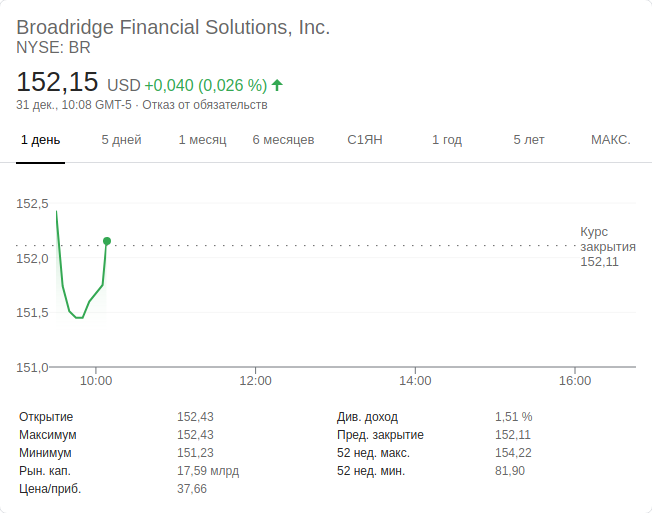 Broadridge Financial Solutions, Inc.
NYSE: BR
152,15 USD +0,040 (0,026 %)
31 дек., 10:08 GMT-5 · Отказ от обязательств
1 день 5 дней 1 месяц 6 месяцев С1ЯН 1 год 5 лет МАКС.
152,5
Курс
закрытия
152,11
152,0
151,5
151,0
10:00 12:00 14:00 16:00
Открытие 152,43 Див. доход 1,51 %
Максимум 152,43 Пред. закрытие 152,11
Минимум 151,23 52 нед. макс. 154,22
Рын. кап. 17,59 млрд 52 нед. мин. 81,90
Цена/приб. 37,66